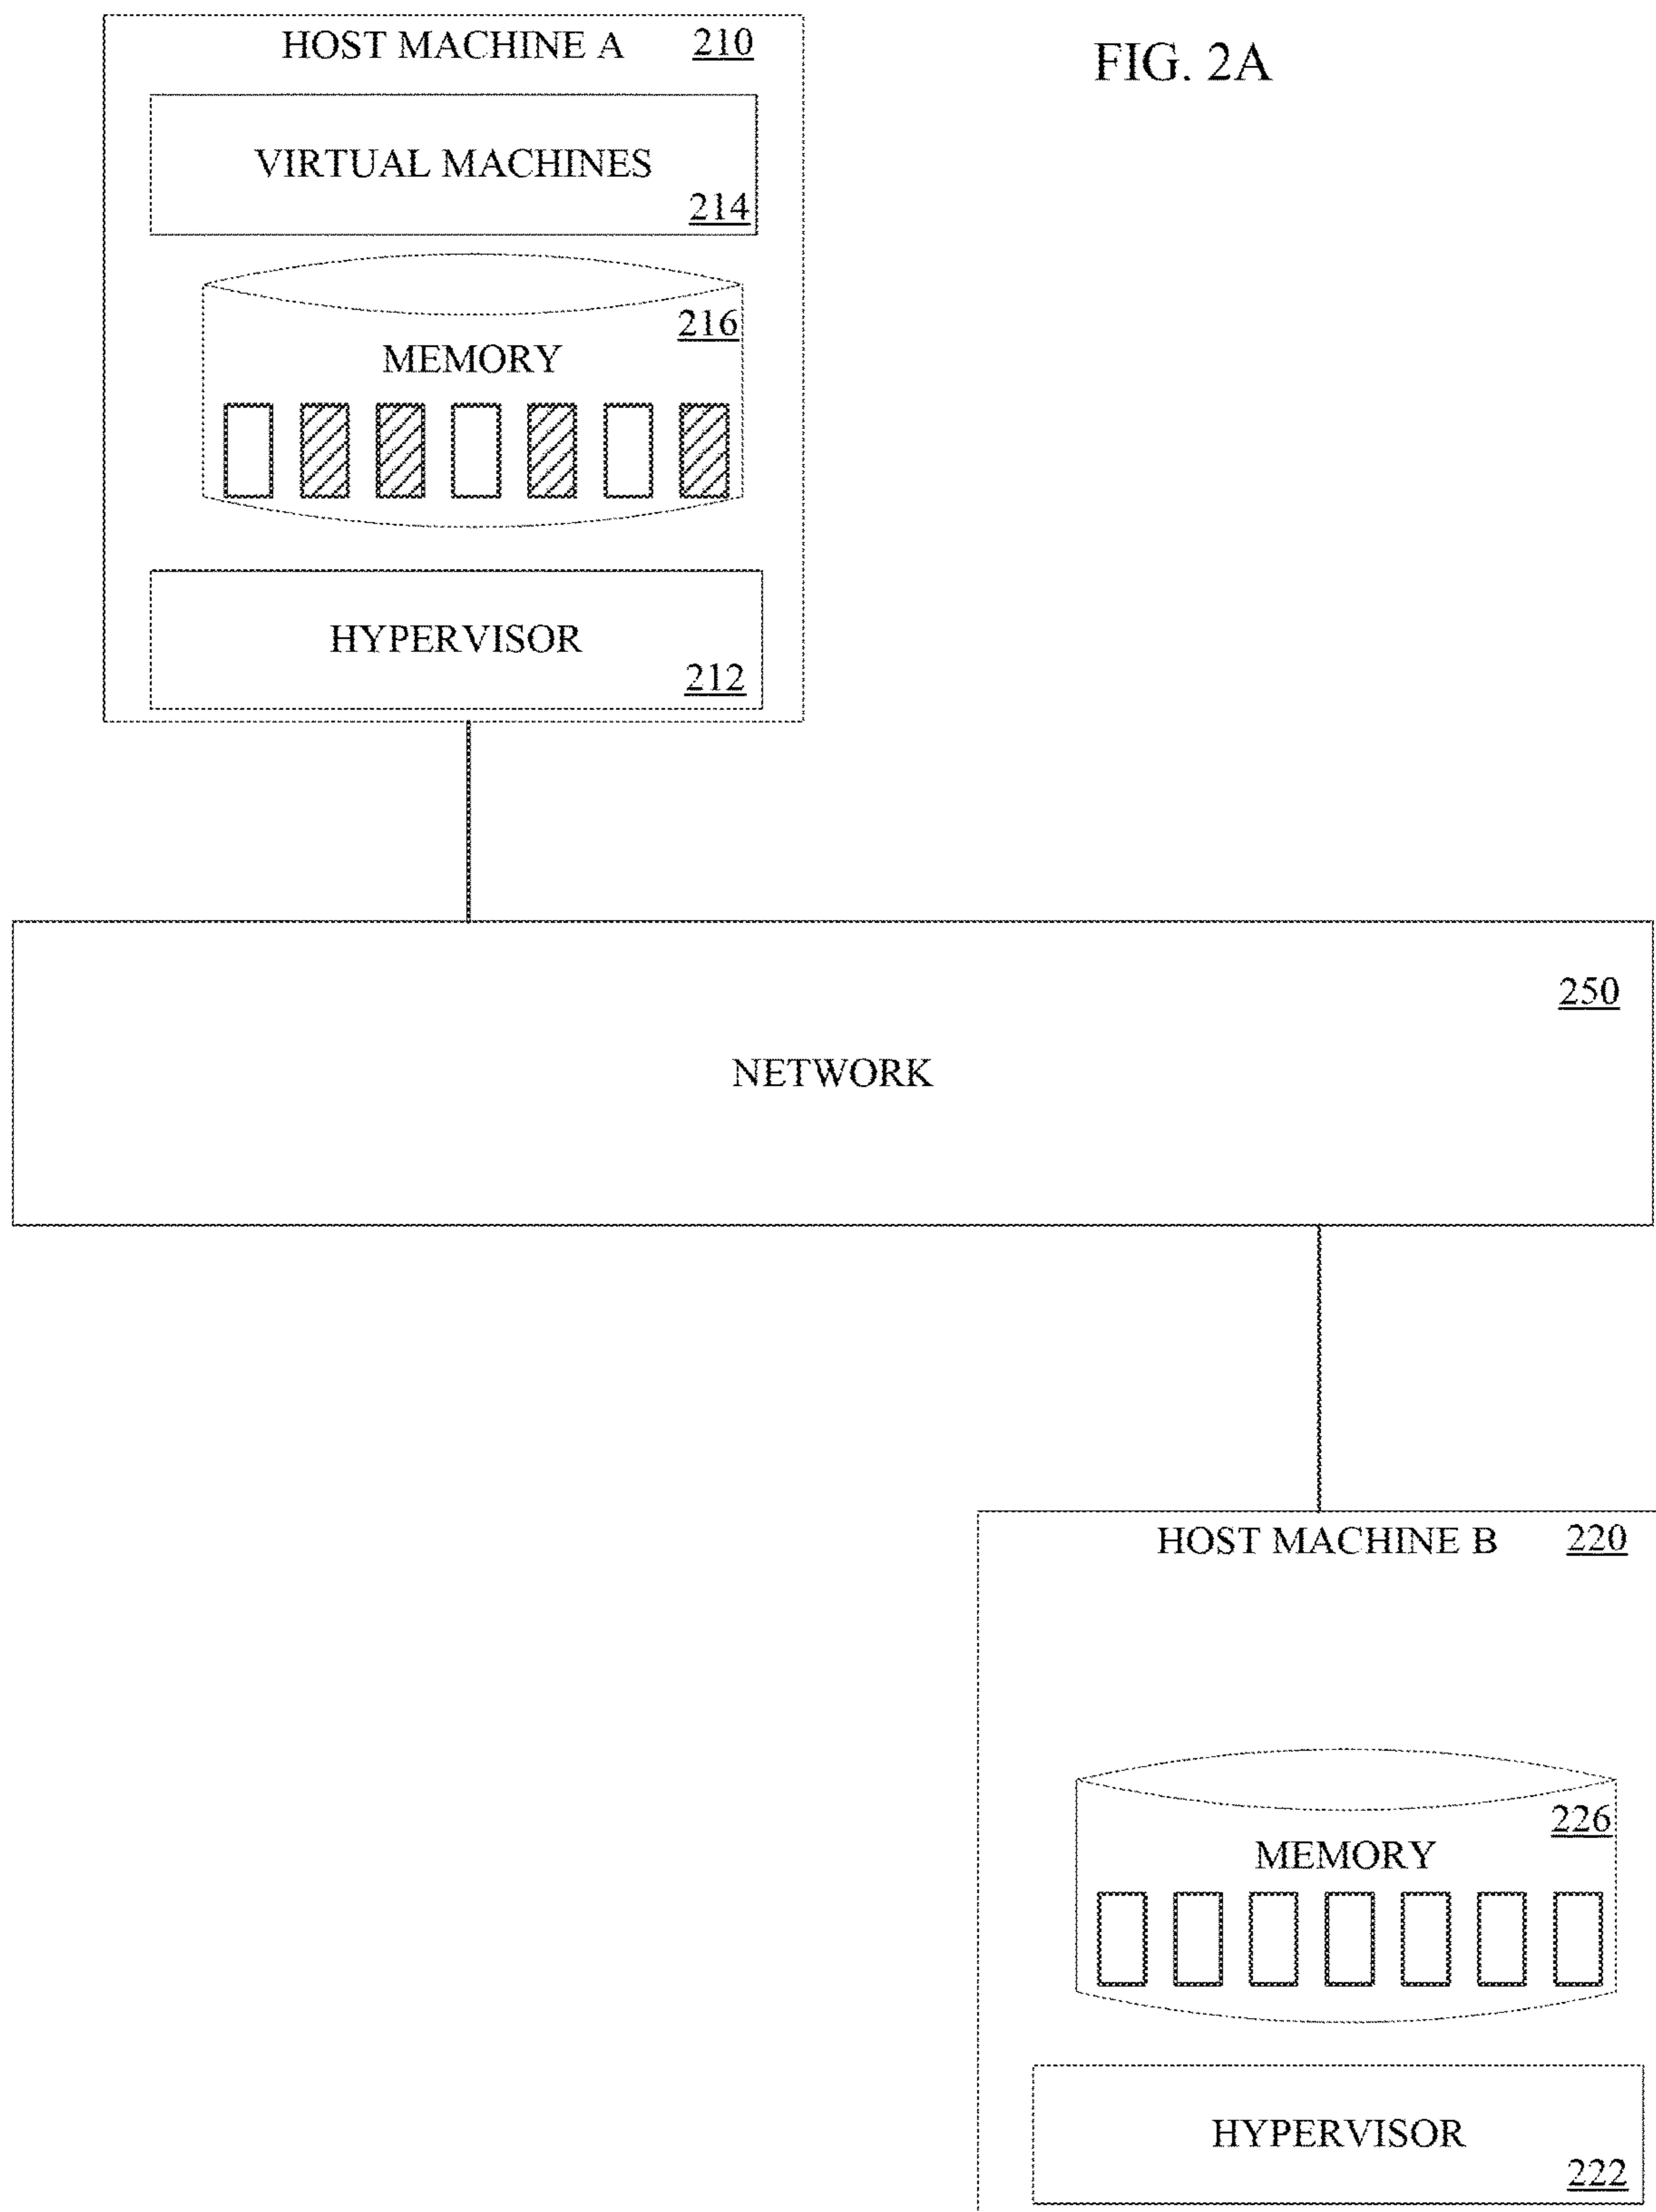 HOST MACHINE A 210
FIG. 2A
VIRTUAL MACHINES
214
216
MEMORY
HYPERVISOR
212
250
NETWORK
HOST MACHINE B 220
226
MEMORY
HYPERVISOR
222